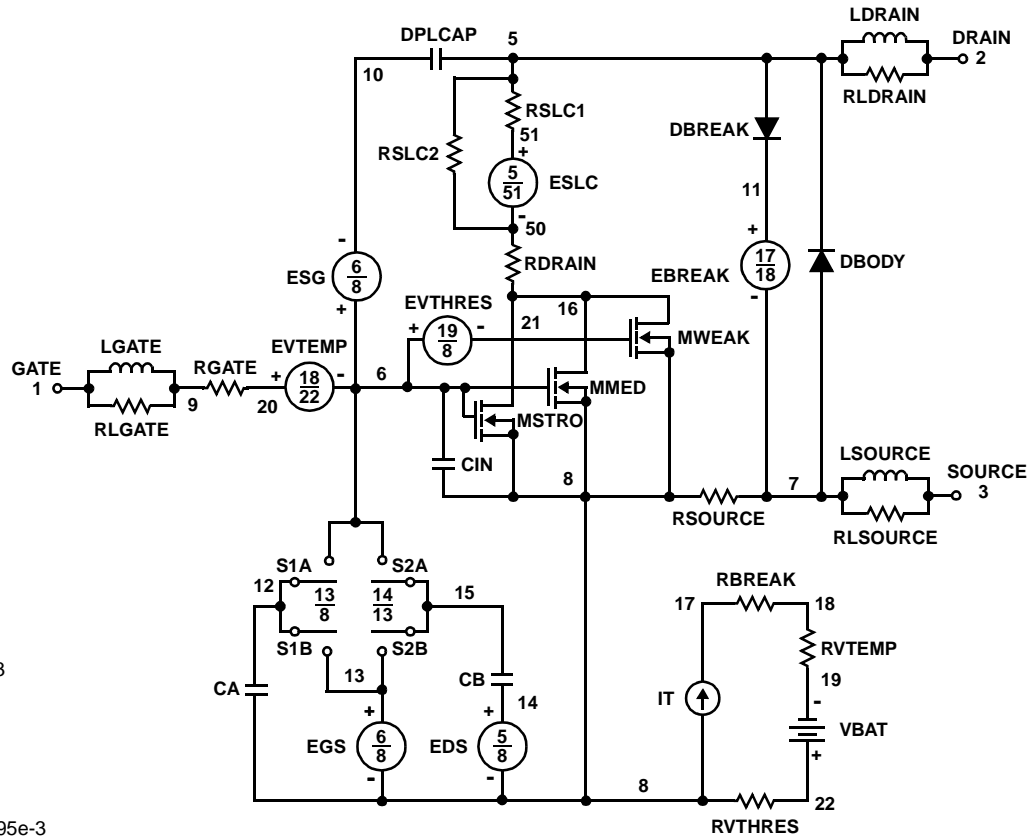 LDRAIN
DPLCAP 5 DRAIN
10 2
RLDRAIN
RSLC1
DBREAK
51
RSLC2 +
5
51
ESLC
11
-
50
+
-
17
18
RDRAIN
6
8
EBREAK DBODY
ESG
EVTHRES
-
+
16
21
+ 19
8
-
MWEAK
LGATE
EVTEMP
RGATE
GATE
1
+ 18
22
-
6
MMED
9 20
MSTRO
RLGATE
LSOURCE
CIN
SOURCE
8 7
3
RSOURCE
RLSOURCE
S1A S2A
12
13
8
14
13
15
RBREAK
17 18
S1B S2B
RVTEMP
13
CB
19
CA
14
IT
-
+ +
VBAT
6
8
5
8
EGS EDS
+
- -
8
22
RVTHRES
3
95e-3